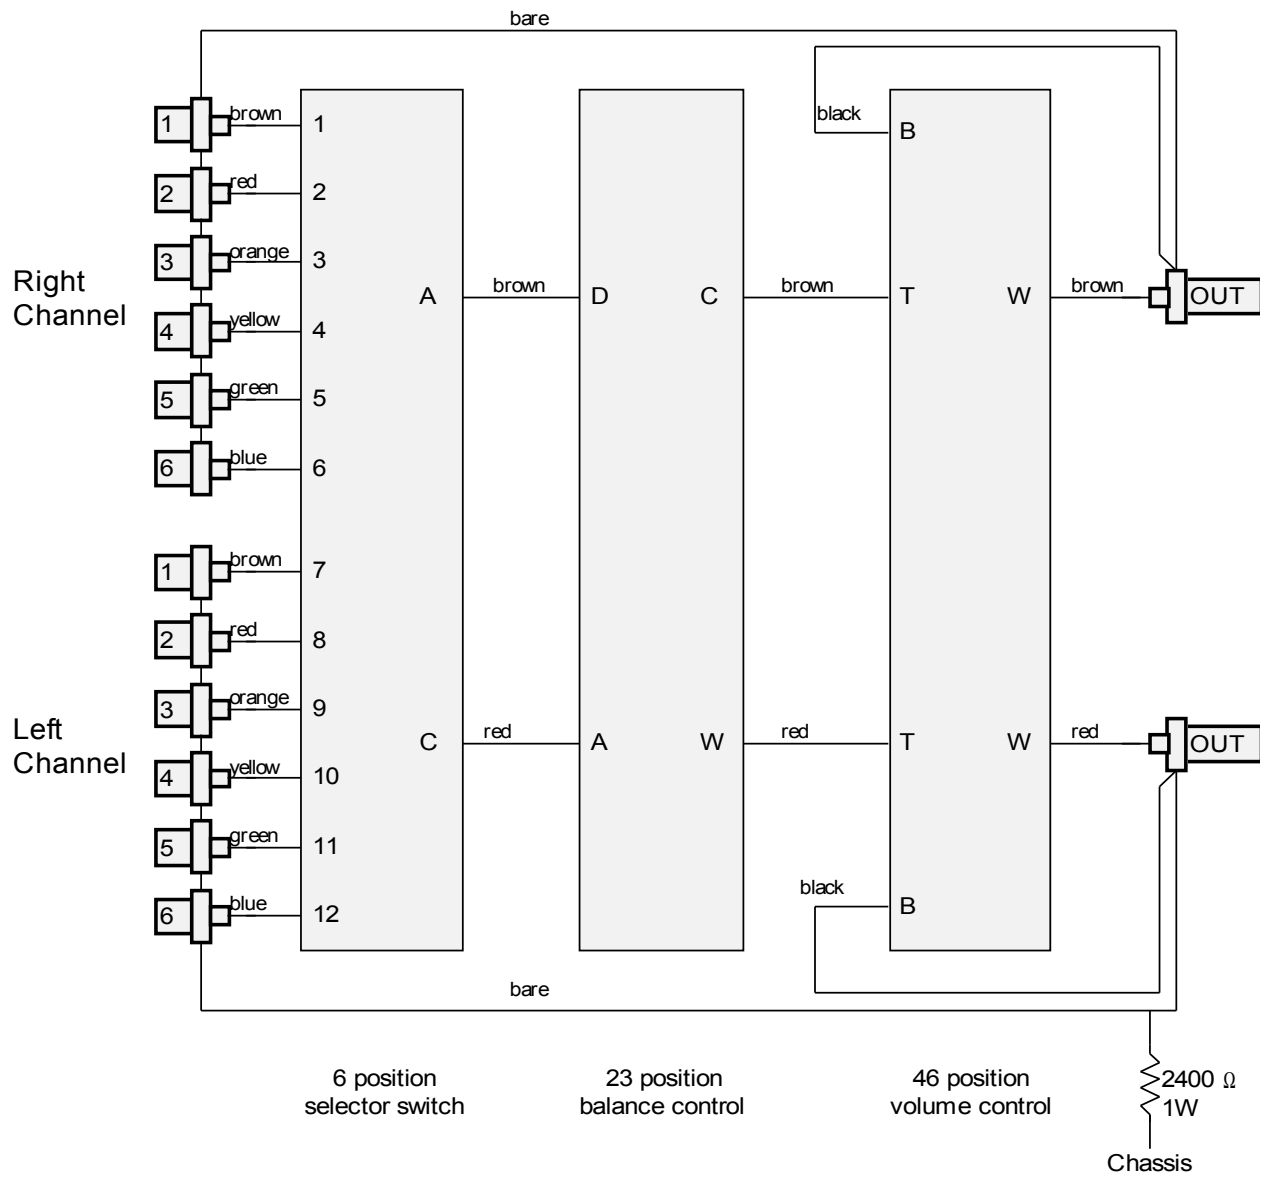 bare
black
B
1 brown 1
2 red 2
3 orange 3
Right
Channel
A brown D C brown T W brown OUT
4 yellow 4
5 green 5
6 blue 6
1 brown 7
2 red 8
3 orange 9
Left
Channel
C red A W red T W red OUT
4 yellow 10
5 green 11
6 blue 12
black
B
bare
6 position
selector switch
23 position
balance control
46 position
volume control
2400 Ω
1W
Chassis